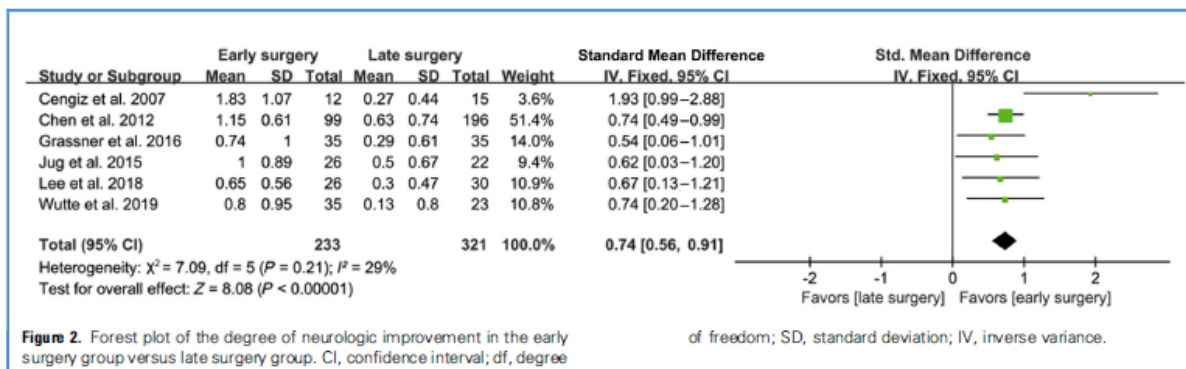 Early surgery Late surgery Standard Mean Difference Std. Mean Difference
Study or Subgroup Mean SD Total Mean SD Total Weight IV, Fixed, 95% CI IV, Fixed, 95% CI
Cengiz et al. 2007 1.83 1.07 12 0.27 0.44 15 3.6% 1.93 [0.99–2.88]
Chen et al. 2012 1.15 0.61 99 0.63 0.74 196 51.4% 0.74 [0.49–0.99]
Grassner et al. 2016 0.74 1 35 0.29 0.61 35 14.0% 0.54 [0.06–1.01]
Jug et al. 2015 1 0.89 26 0.5 0.67 22 9.4% 0.62 [0.03–1.20]
Lee et al. 2018 0.65 0.56 26 0.3 0.47 30 10.9% 0.67 [0.13–1.21]
Wutte et al. 2019 0.8 0.95 35 0.13 0.8 23 10.8% 0.74 [0.20–1.28]
Total (95% CI) 233 321 100.0% 0.74 [0.56, 0.91]
Heterogeneity: χ² = 7.09, df = 5 (P = 0.21); I² = 29%
Test for overall effect: Z = 8.08 (P < 0.00001)
-2 -1 0 1 2
Favors [late surgery] Favors [early surgery]
Figure 2. Forest plot of the degree of neurologic improvement in the early
surgery group versus late surgery group. CI, confidence interval; df, degree
of freedom; SD, standard deviation; IV, inverse variance.